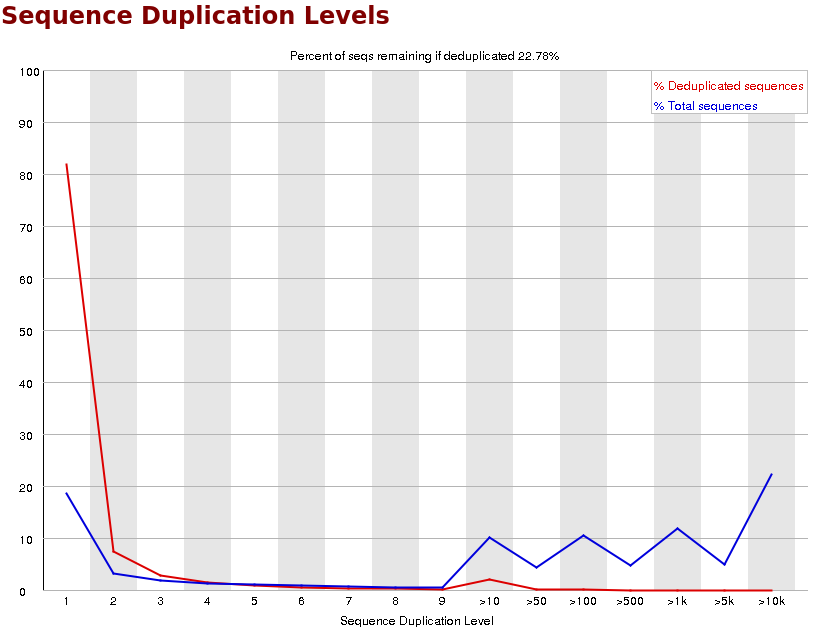 Sequence Duplication Levels
Percent of seqs remaining if deduplicated 22.78%
% Deduplicated sequences
% Total sequences
100
90
80
70
60
50
40
30
20
10
0
1 2 3 4 5 6 7 8 9 >10 >50 >100 >500 >1k >5k >10k
Sequence Duplication Level